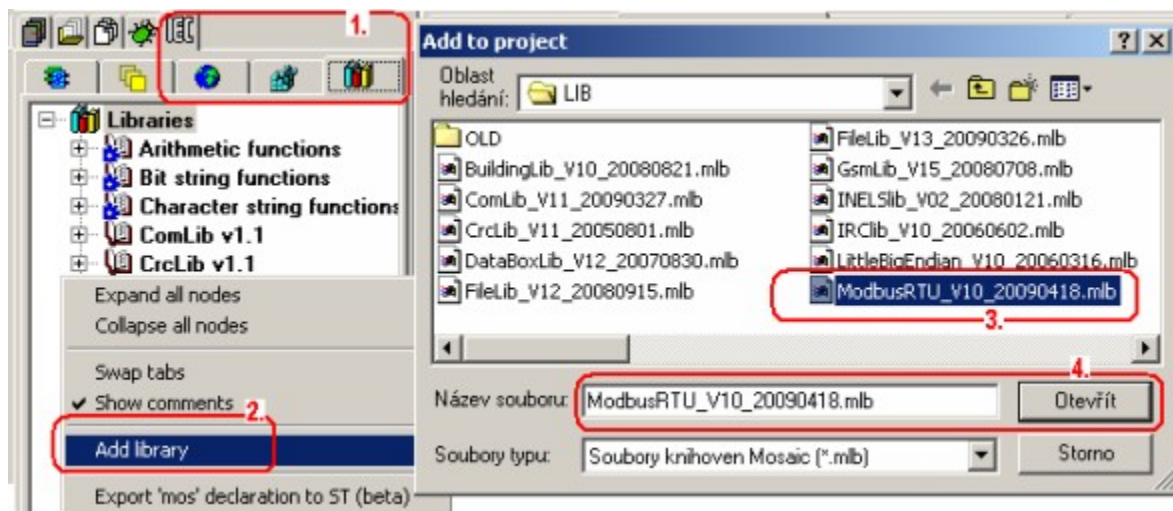 IEC
1.
Libraries
Arithmetic functions
Bit string functions
Character string functions
ComLib v1.1
CrcLib v1.1
Expand all nodes
Collapse all nodes
Swap tabs
Show comments
2.
Add library
Export 'mos' declaration to ST (beta)
Add to project
Oblast
hledání:
LIB
OLD
BuildingLib_V10_20080821.mlb
ComLib_V11_20090327.mlb
CrcLib_V11_20050801.mlb
DataBoxLib_V12_20070830.mlb
FileLib_V12_20080915.mlb
FileLib_V13_20090326.mlb
GsmLib_V15_20080708.mlb
INELSlib_V02_20080121.mlb
IRClib_V10_20060602.mlb
LittleBigEndian_V10_20060316.mlb
ModbusRTU_V10_20090418.mlb
3.
4.
Název souboru:
ModbusRTU_V10_20090418.mlb
Otevřít
Soubory typu:
Soubory knihoven Mosaic (*.mlb)
Storno